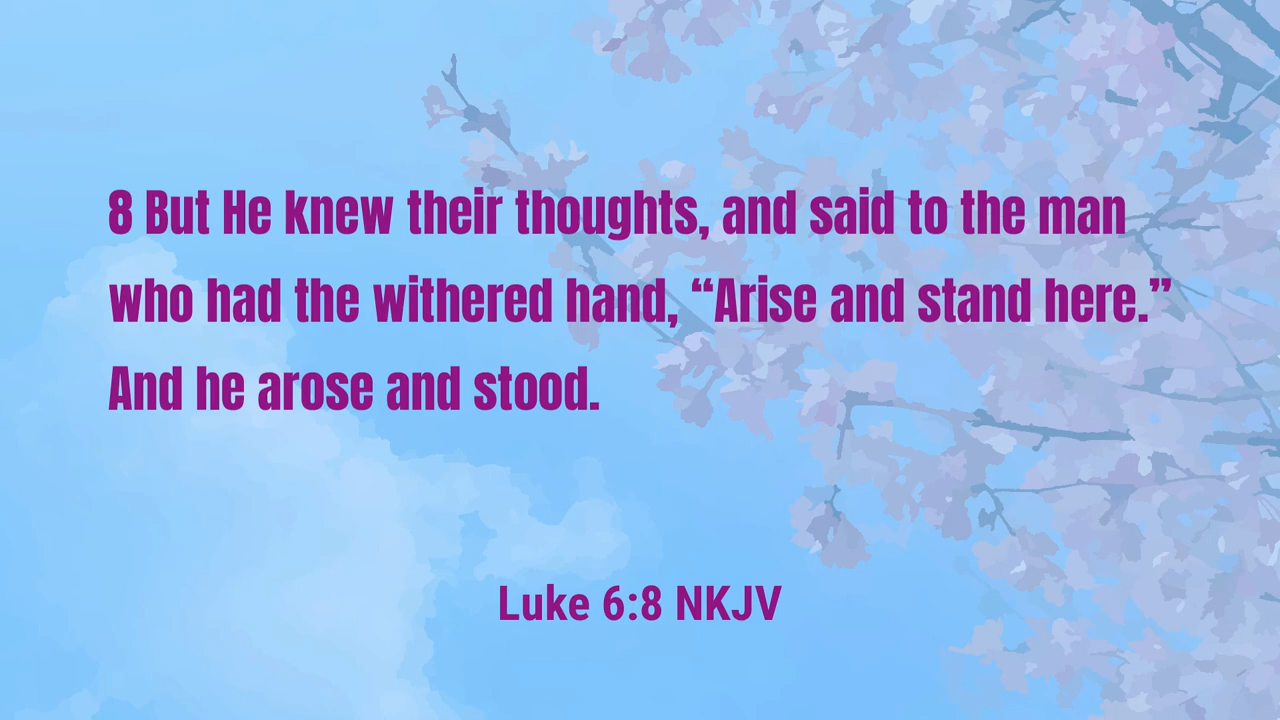 8 But He knew their thoughts, and said to the man
who had the withered hand, “Arise and stand here.”
And he arose and stood.
Luke 6:8 NKJV